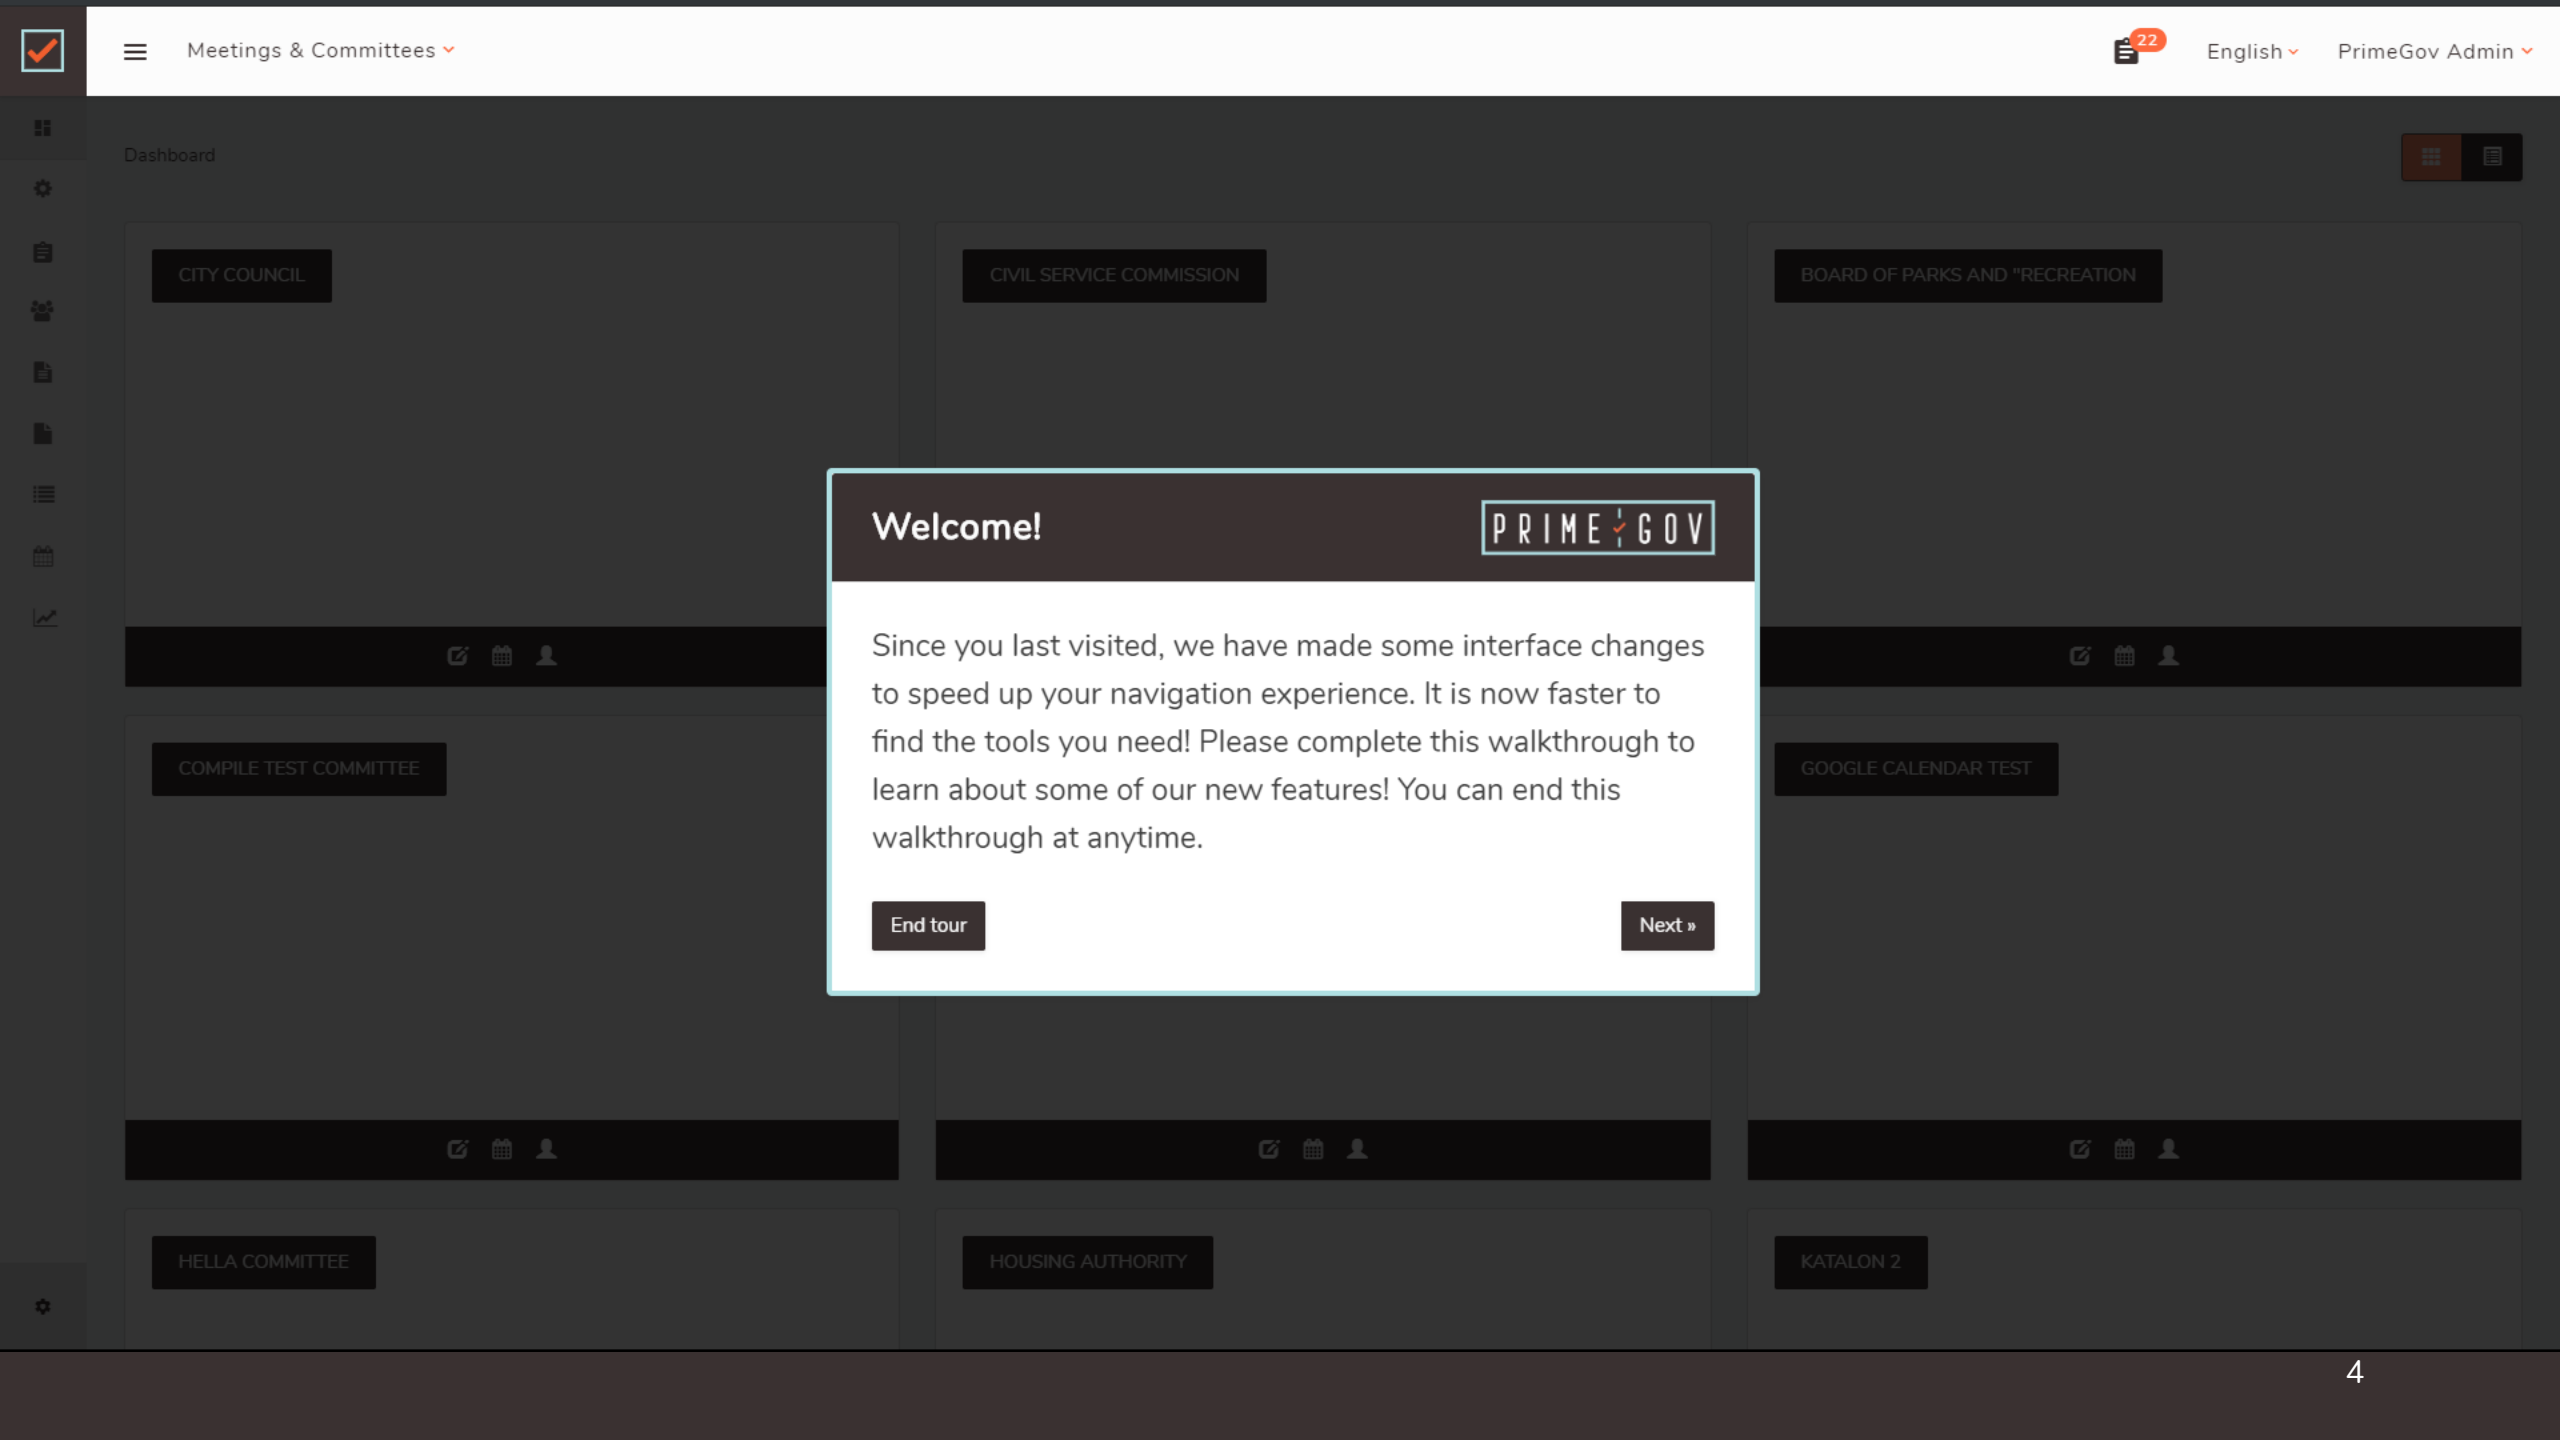 Meetings & Committees
22
English
PrimeGov Admin
Dashboard
CITY COUNCIL
CIVIL SERVICE COMMISSION
BOARD OF PARKS AND "RECREATION
Welcome!
PRIME GOV
Since you last visited, we have made some interface changes
to speed up your navigation experience. It is now faster to
find the tools you need! Please complete this walkthrough to
learn about some of our new features! You can end this
walkthrough at anytime.
End tour
Next »
COMPILE TEST COMMITTEE
GOOGLE CALENDAR TEST
HELLA COMMITTEE
HOUSING AUTHORITY
KATALON 2
4